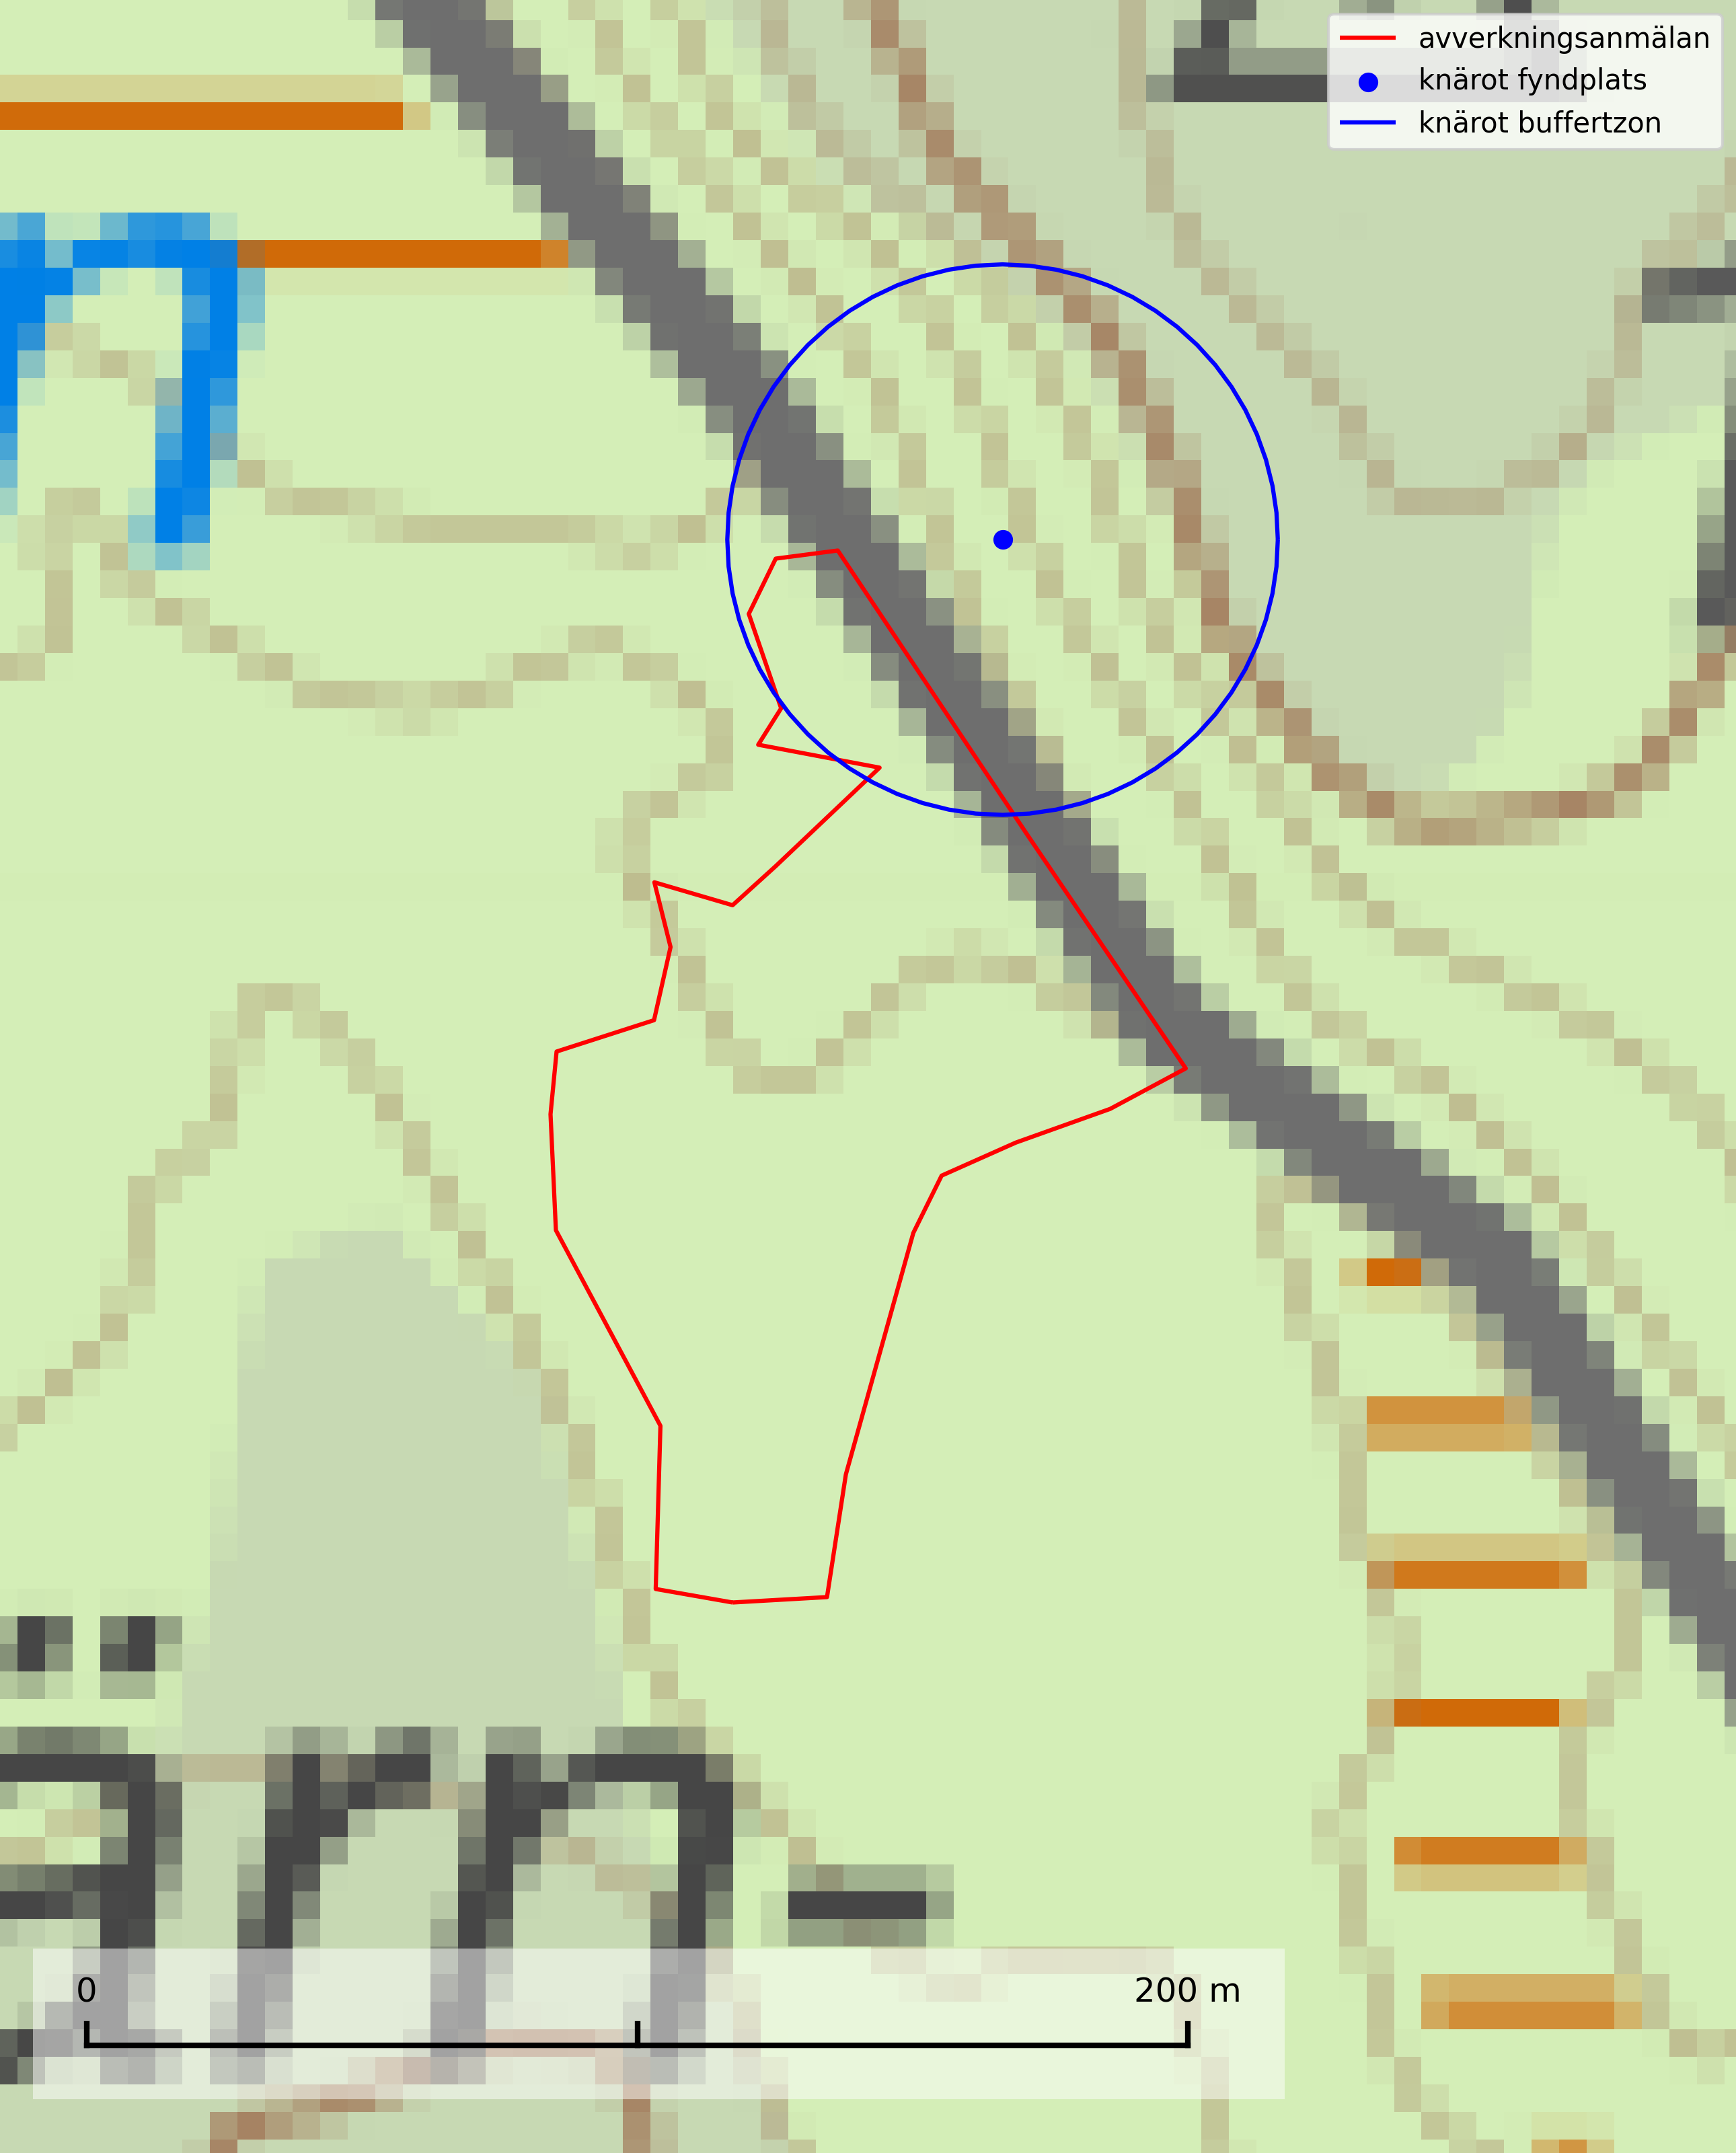 avverkningsanmälan
knärot fyndplats
knärot buffertzon
0
200 m